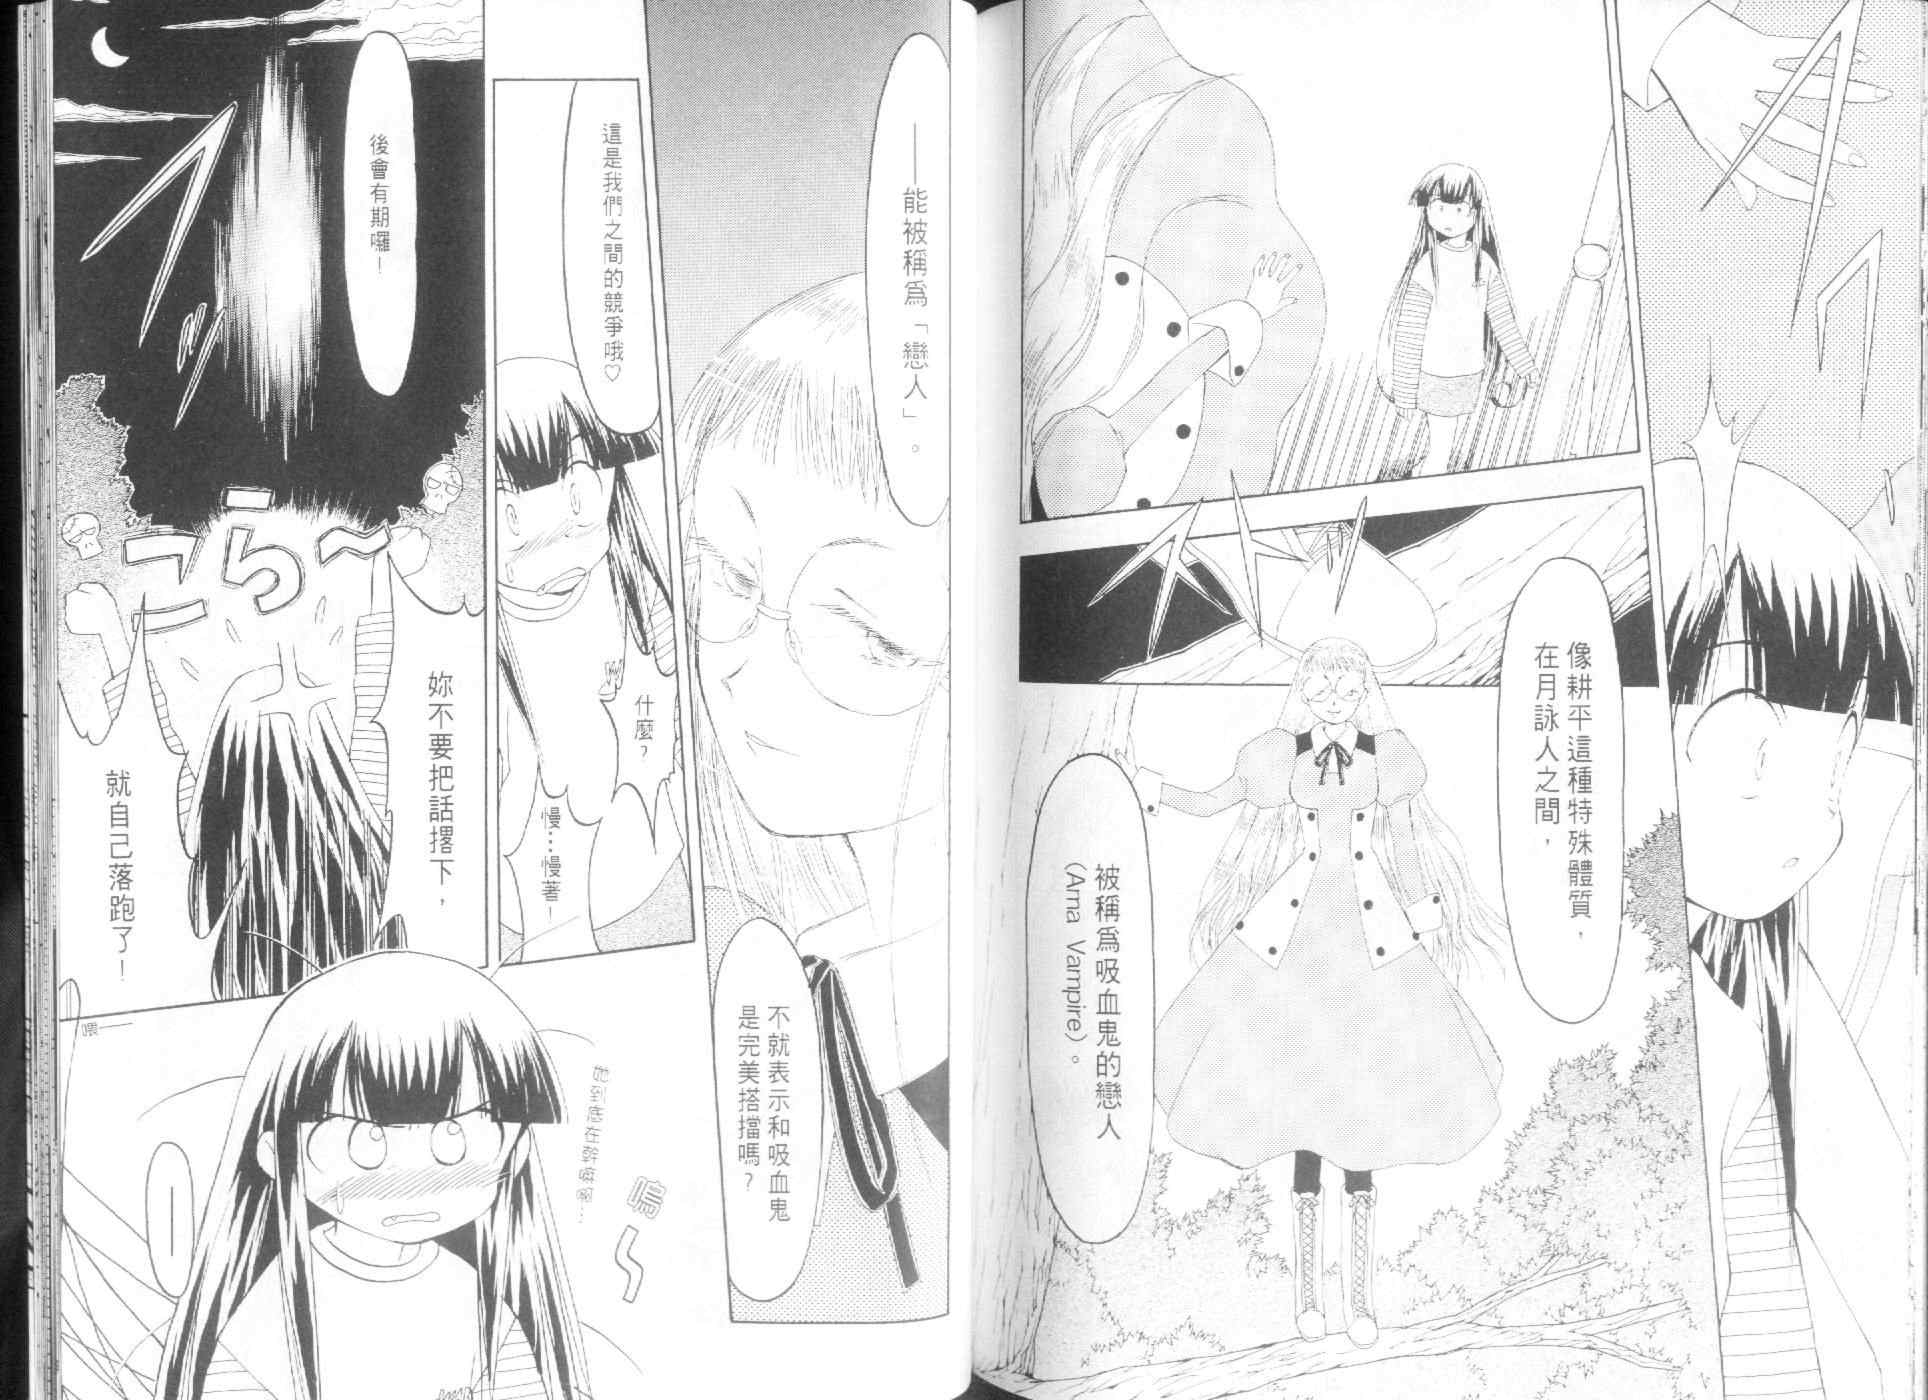 像耕平這種特殊體質，
在月詠人之間，
被稱為吸血鬼的戀人
(Ama Vampire)。
——能被稱為「戀人」。
不就表示和吸血鬼
是完美搭擋嗎？
這是我們之間的競爭哦♡
什麼？
慢…慢著！
後會有期囉！
こら〜
妳不要把話撂下，
就自己落跑了！
喂——
她到底在幹嘛啊…
嗚